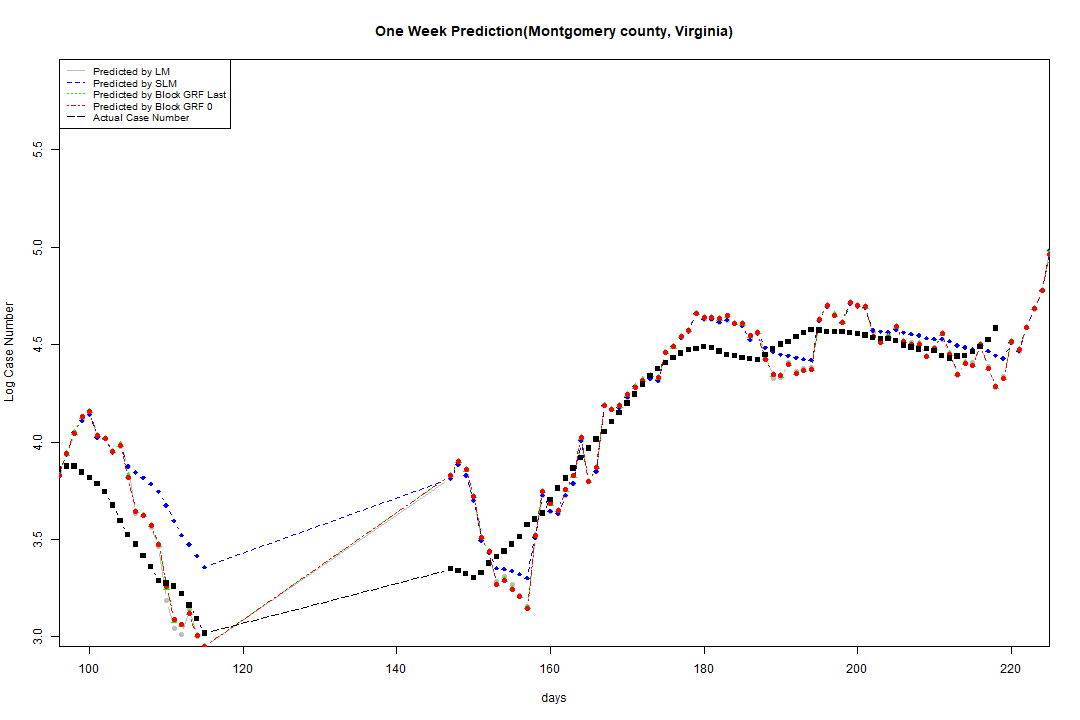 One Week Prediction(Montgomery county, Virginia)
Predicted by LM
Predicted by SLM
Predicted by Block GRF Last
Predicted by Block GRF 0
Actual Case Number
5.5
5.0
4.5
4.0
3.5
3.0
Log Case Number
100 120 140 160 180 200 220
days